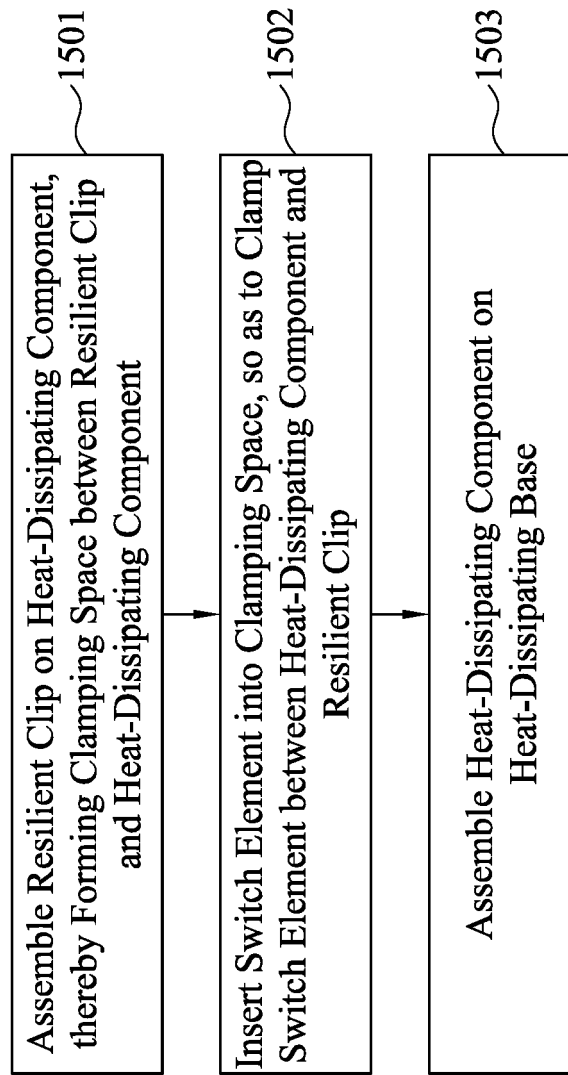 Assemble Resilient Clip on Heat-Dissipating Component,
thereby Forming Clamping Space between Resilient Clip
and Heat-Dissipating Component
1501
Insert Switch Element into Clamping Space, so as to Clamp
Switch Element between Heat-Dissipating Component and
Resilient Clip
1502
Assemble Heat-Dissipating Component on
Heat-Dissipating Base
1503